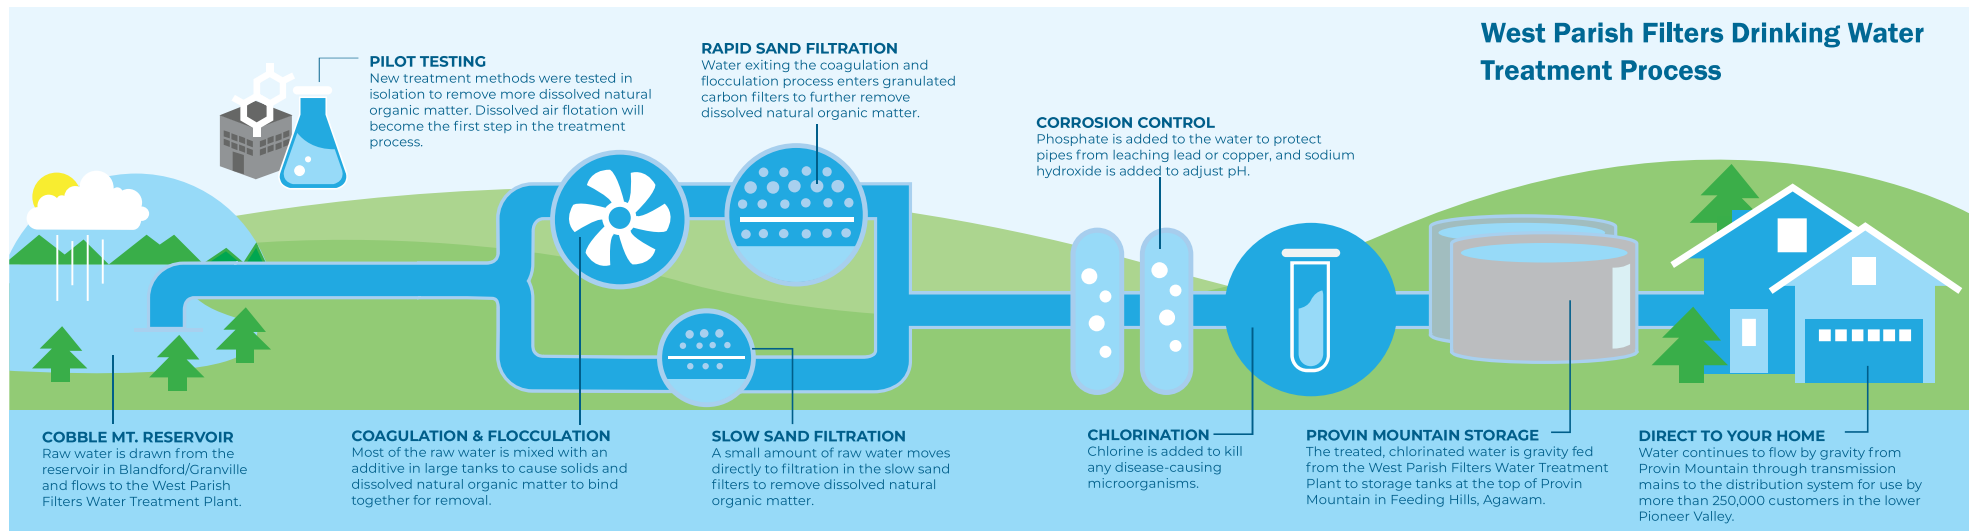 West Parish Filters Drinking Water
Treatment Process
PILOT TESTING
New treatment methods were tested in
isolation to remove more dissolved natural
organic matter. Dissolved air flotation will
become the first step in the treatment
process.
RAPID SAND FILTRATION
Water exiting the coagulation and
flocculation process enters granulated
carbon filters to further remove
dissolved natural organic matter.
CORROSION CONTROL
Phosphate is added to the water to protect
pipes from leaching lead or copper, and sodium
hydroxide is added to adjust pH.
COBBLE MT. RESERVOIR
Raw water is drawn from the
reservoir in Blandford/Granville
and flows to the West Parish
Filters Water Treatment Plant.
COAGULATION & FLOCCULATION
Most of the raw water is mixed with an
additive in large tanks to cause solids and
dissolved natural organic matter to bind
together for removal.
SLOW SAND FILTRATION
A small amount of raw water moves
directly to filtration in the slow sand
filters to remove dissolved natural
organic matter.
CHLORINATION
Chlorine is added to kill
any disease-causing
microorganisms.
PROVIN MOUNTAIN STORAGE
The treated, chlorinated water is gravity fed
from the West Parish Filters Water Treatment
Plant to storage tanks at the top of Provin
Mountain in Feeding Hills, Agawam.
DIRECT TO YOUR HOME
Water continues to flow by gravity from
Provin Mountain through transmission
mains to the distribution system for use by
more than 250,000 customers in the lower
Pioneer Valley.